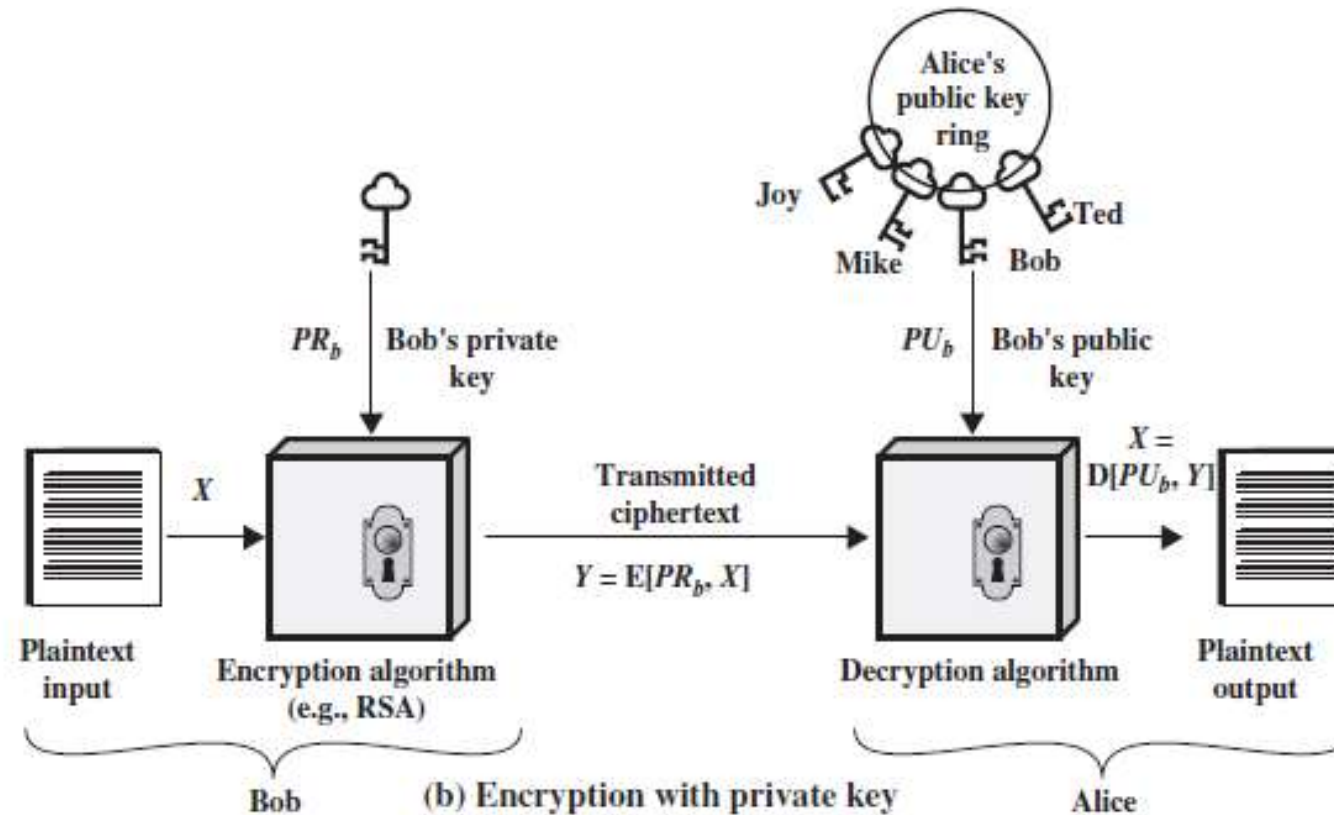 Alice's
public key
ring
Joy
Mike
Bob
Ted
PR_b
Bob's private
key
PU_b
Bob's public
key
X
Transmitted
ciphertext
Y = E[PR_b, X]
X =
D[PU_b, Y]
Plaintext
input
Encryption algorithm
(e.g., RSA)
Decryption algorithm
Plaintext
output
Bob
(b) Encryption with private key
Alice